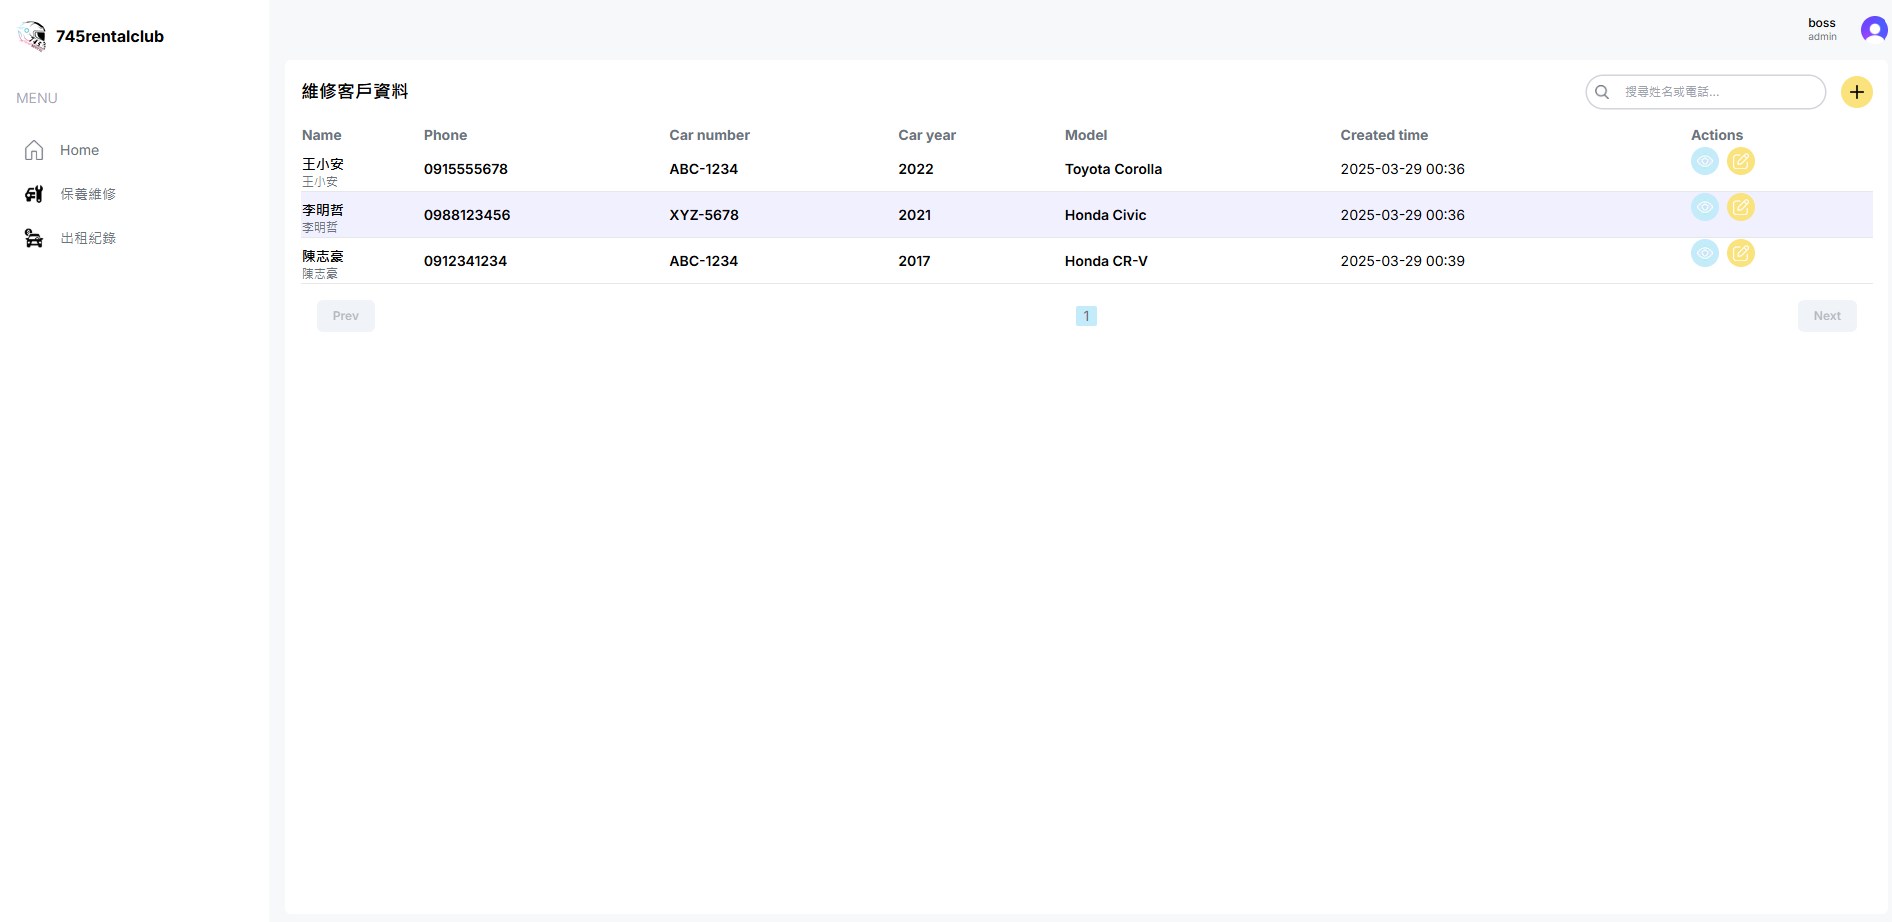 745rentalclub
boss
admin
MENU
Home
保養維修
出租紀錄
維修客戶資料
搜尋姓名或電話...
Name Phone Car number Car year Model Created time Actions
王小安 0915555678 ABC-1234 2022 Toyota Corolla 2025-03-29 00:36
王小安
李明哲 0988123456 XYZ-5678 2021 Honda Civic 2025-03-29 00:36
李明哲
陳志豪 0912341234 ABC-1234 2017 Honda CR-V 2025-03-29 00:39
陳志豪
Prev 1 Next